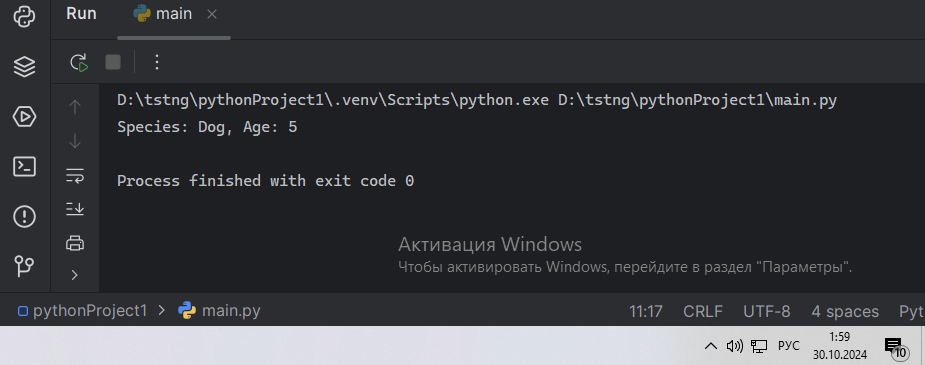 Run main
D:\tstng\pythonProject1\.venv\Scripts\python.exe D:\tstng\pythonProject1\main.py
Species: Dog, Age: 5
Process finished with exit code 0
Активация Windows
Чтобы активировать Windows, перейдите в раздел "Параметры".
pythonProject1 main.py 11:17 CRLF UTF-8 4 spaces Pyt
РУС 1:59
30.10.2024 10